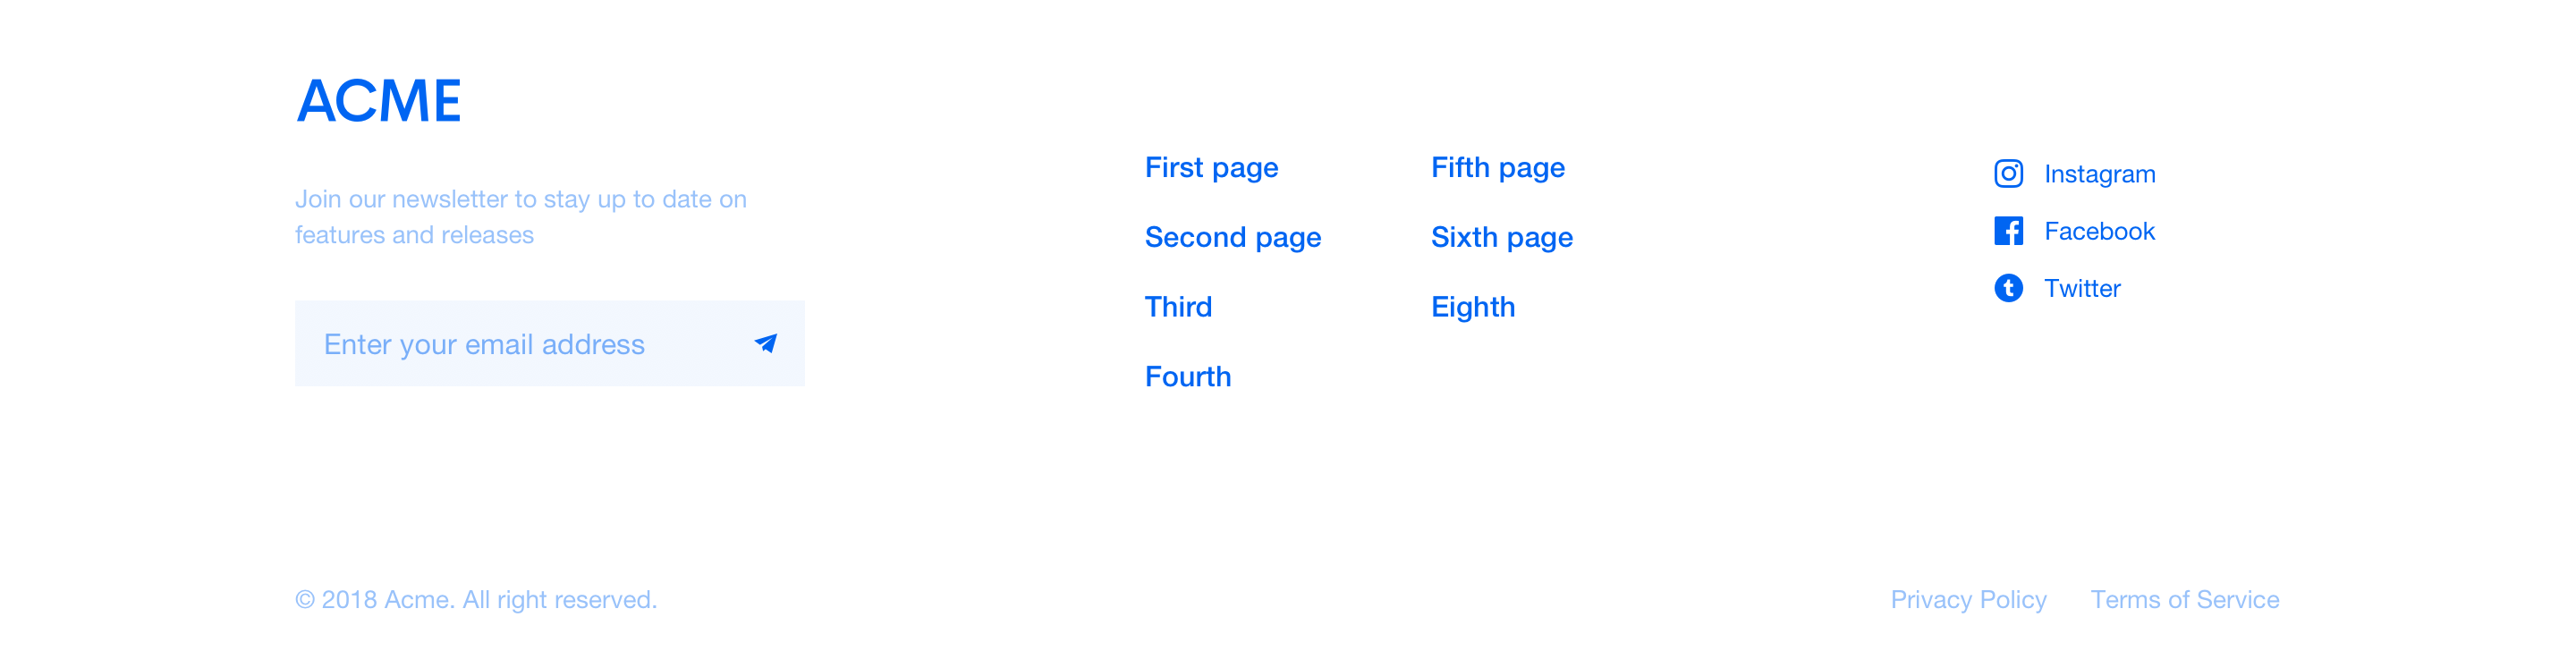 ACME
Join our newsletter to stay up to date on
features and releases
Enter your email address
First page
Second page
Third
Fourth
Fifth page
Sixth page
Eighth
Instagram
Facebook
Twitter
© 2018 Acme. All right reserved.
Privacy Policy
Terms of Service